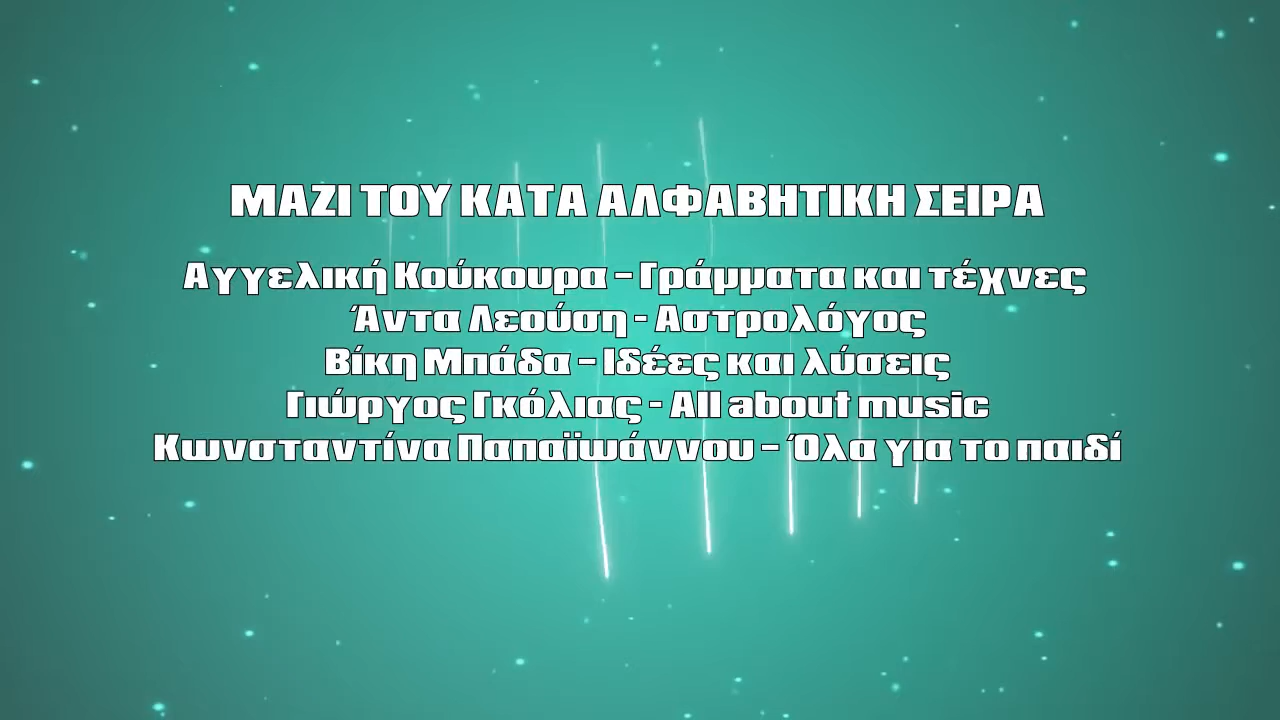 ΜΑΖΙ ΤΟΥ ΚΑΤΑ ΑΛΦΑΒΗΤΙΚΗ ΣΕΙΡΑ
Αγγελική Κούκουρα – Γράμματα και τέχνες
Άντα Λεούση - Αστρολόγος
Βίκη Μπάδα – Ιδέες και λύσεις
Γιώργος Γκόλιας - All about music
Κωνσταντίνα Παπαϊωάννου – Όλα για το παιδί